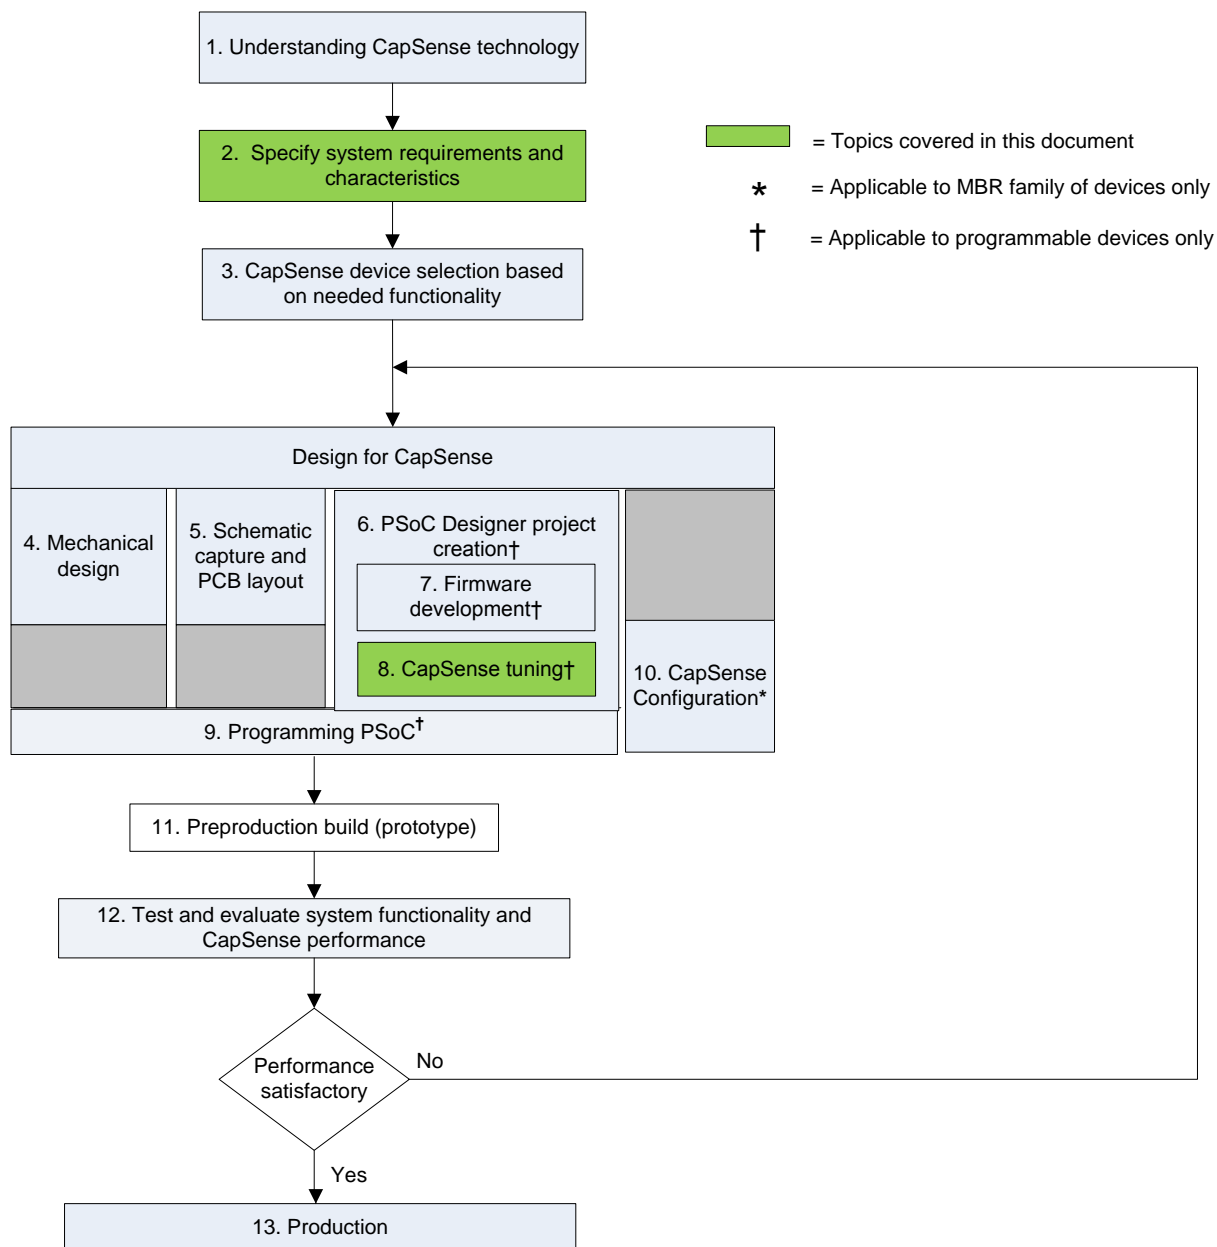 1. Understanding CapSense technology
2.  Specify system requirements and
characteristics
= Topics covered in this document
* = Applicable to MBR family of devices only
† = Applicable to programmable devices only
3. CapSense device selection based
on needed functionality
Design for CapSense
4. Mechanical
design
5. Schematic
capture and
PCB layout
6. PSoC Designer project
creation†
7. Firmware
development†
8. CapSense tuning†
9. Programming PSoC†
10. CapSense
Configuration*
11. Preproduction build (prototype)
12. Test and evaluate system functionality and
CapSense performance
Performance
satisfactory
No
Yes
13. Production